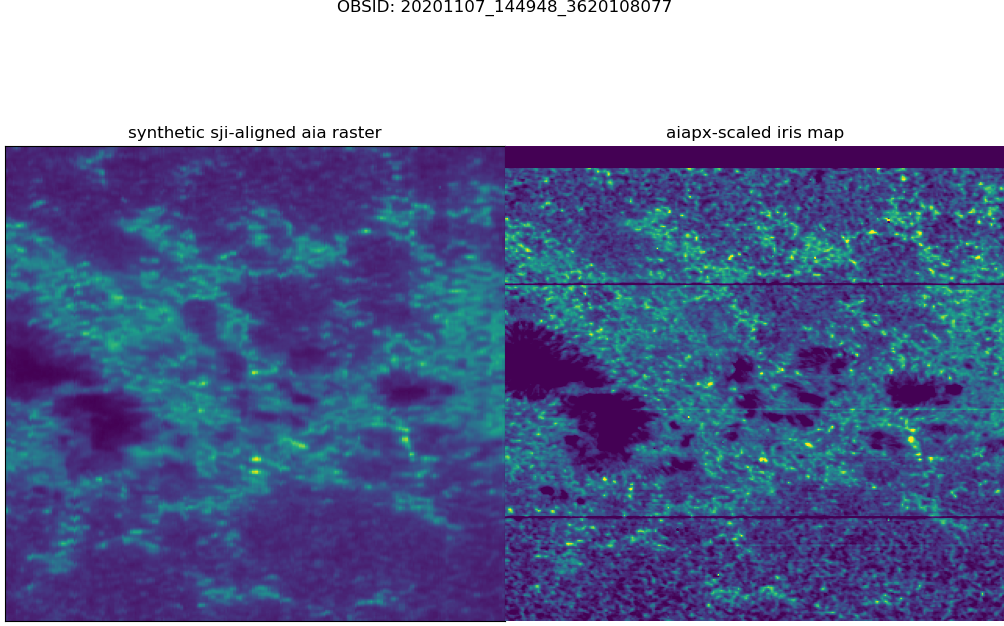 OBSID: 20201107_144948_3620108077
synthetic sji-aligned aia raster
aiapx-scaled iris map